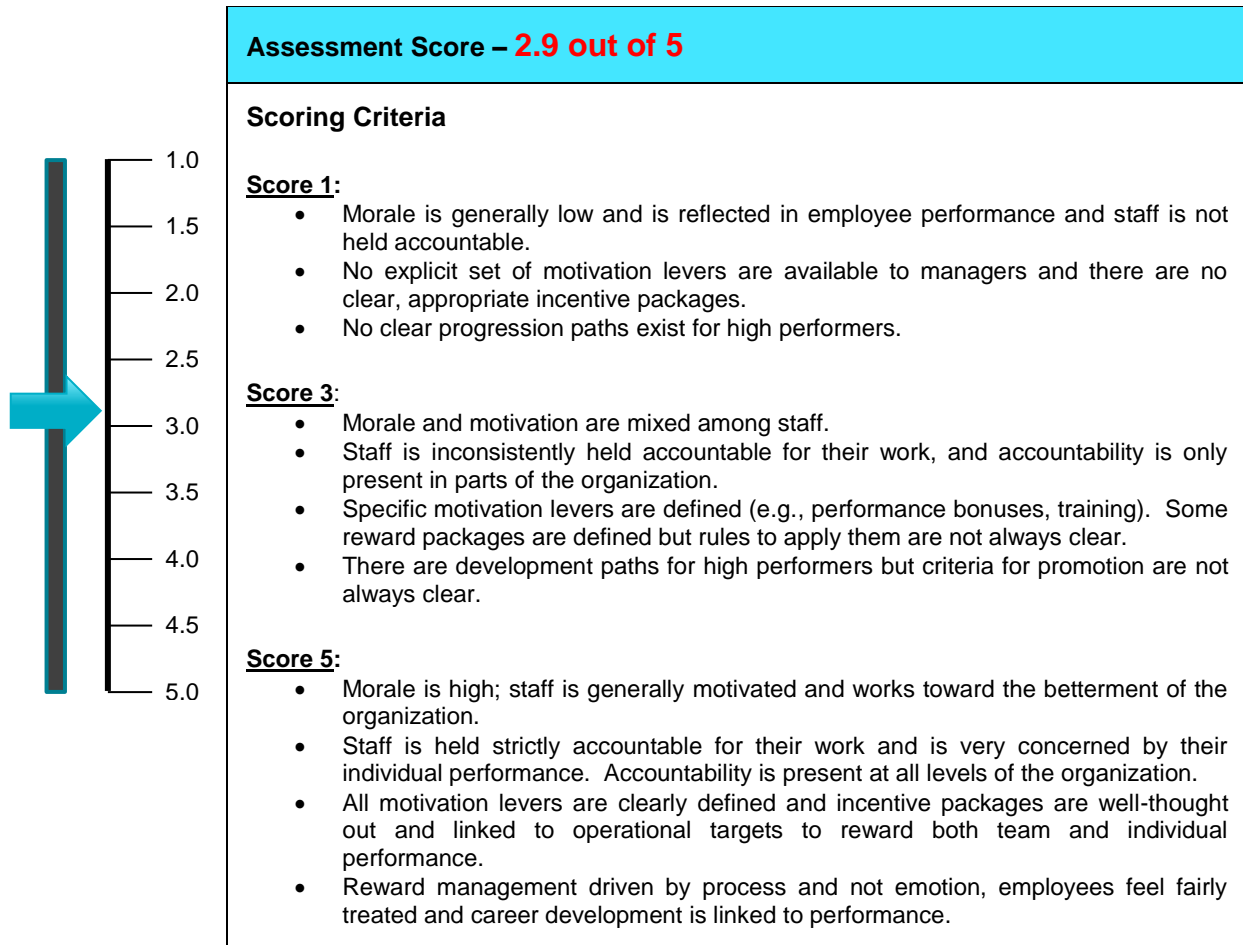 Assessment Score – 2.9 out of 5
Scoring Criteria
1.0
1.5
2.0
2.5
3.0
3.5
4.0
4.5
5.0
Score 1:
• Morale is generally low and is reflected in employee performance and staff is not
held accountable.
• No explicit set of motivation levers are available to managers and there are no
clear, appropriate incentive packages.
• No clear progression paths exist for high performers.
Score 3:
• Morale and motivation are mixed among staff.
• Staff is inconsistently held accountable for their work, and accountability is only
present in parts of the organization.
• Specific motivation levers are defined (e.g., performance bonuses, training). Some
reward packages are defined but rules to apply them are not always clear.
• There are development paths for high performers but criteria for promotion are not
always clear.
Score 5:
• Morale is high; staff is generally motivated and works toward the betterment of the
organization.
• Staff is held strictly accountable for their work and is very concerned by their
individual performance. Accountability is present at all levels of the organization.
• All motivation levers are clearly defined and incentive packages are well-thought
out and linked to operational targets to reward both team and individual
performance.
• Reward management driven by process and not emotion, employees feel fairly
treated and career development is linked to performance.